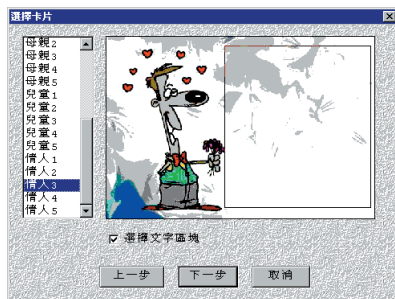 選擇卡片
母親2
母親3
母親4
母親5
兒童1
兒童2
兒童3
兒童4
兒童5
情人1
情人2
情人3
情人4
情人5
選擇文字區塊
上一步
下一步
取消